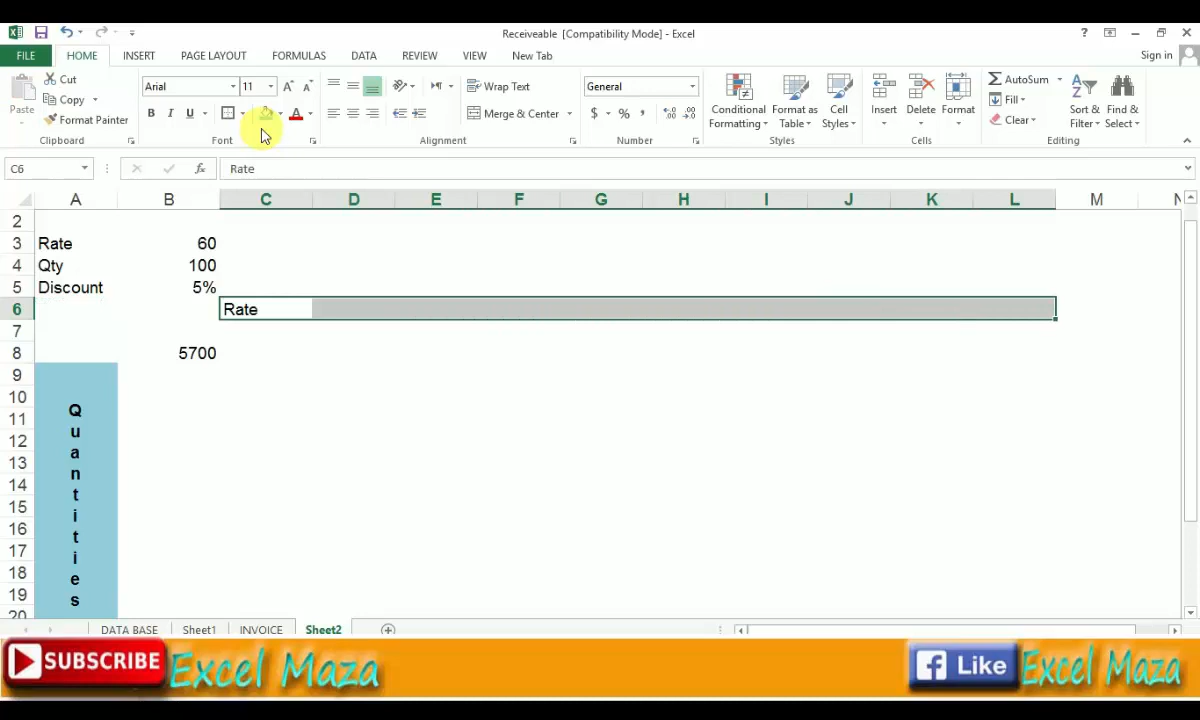 Receiveable [Compatibility Mode] - Excel
?
FILE HOME INSERT PAGE LAYOUT FORMULAS DATA REVIEW VIEW New Tab Sign in
Paste Cut Copy Format Painter
Clipboard
Arial 11
B I U A
Font
Wrap Text
Merge & Center
Alignment
General
$ % ,
Number
Conditional Formatting Format as Table Cell Styles
Styles
Insert Delete Format
Cells
AutoSum Fill Clear Sort & Filter Find & Select
Editing
C6 fx Rate
A B C D E F G H I J K L M N
2
3 Rate 60
4 Qty 100
5 Discount 5%
6 Rate
7
8 5700
9
10
11
12
13
14
15
16
17
18
19
20
Q
u
a
n
t
i
t
i
e
s
DATA BASE Sheet1 INVOICE Sheet2
SUBSCRIBE Excel Maza
f Like Excel Maza